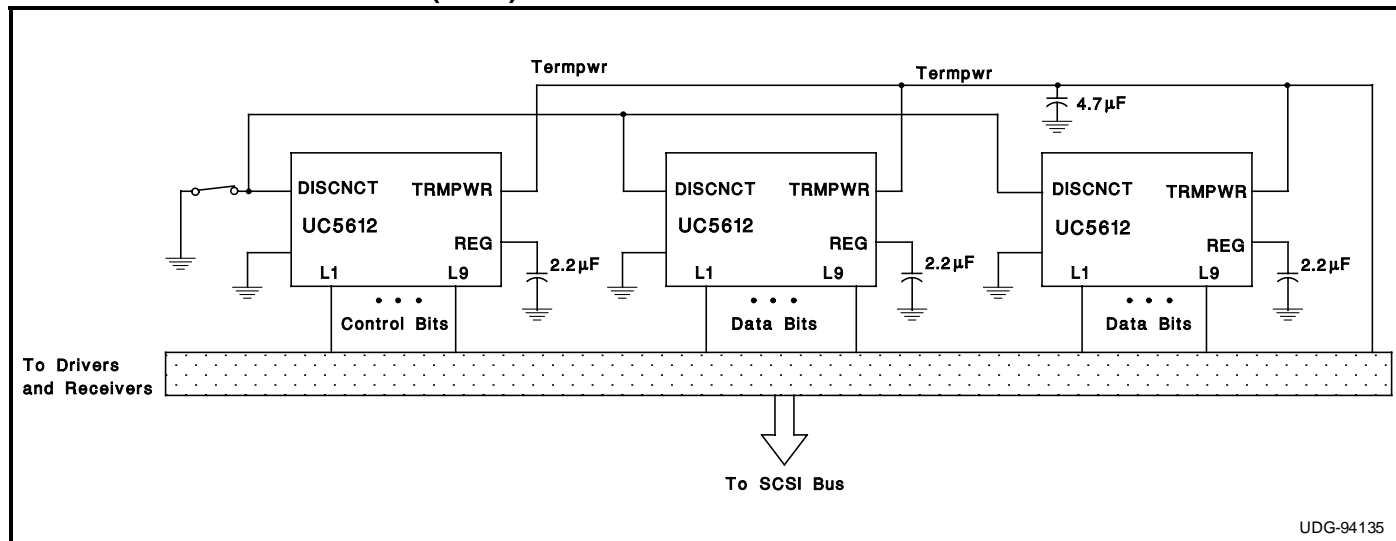 Termpwr
Termpwr
4.7µF
DISCNCT TRMPWR
UC5612
REG
L1 L9
2.2µF
• • •
Control Bits
DISCNCT TRMPWR
UC5612
REG
L1 L9
2.2µF
• • •
Data Bits
DISCNCT TRMPWR
UC5612
REG
L1 L9
2.2µF
• • •
Data Bits
To Drivers
and Receivers
To SCSI Bus
UDG-94135